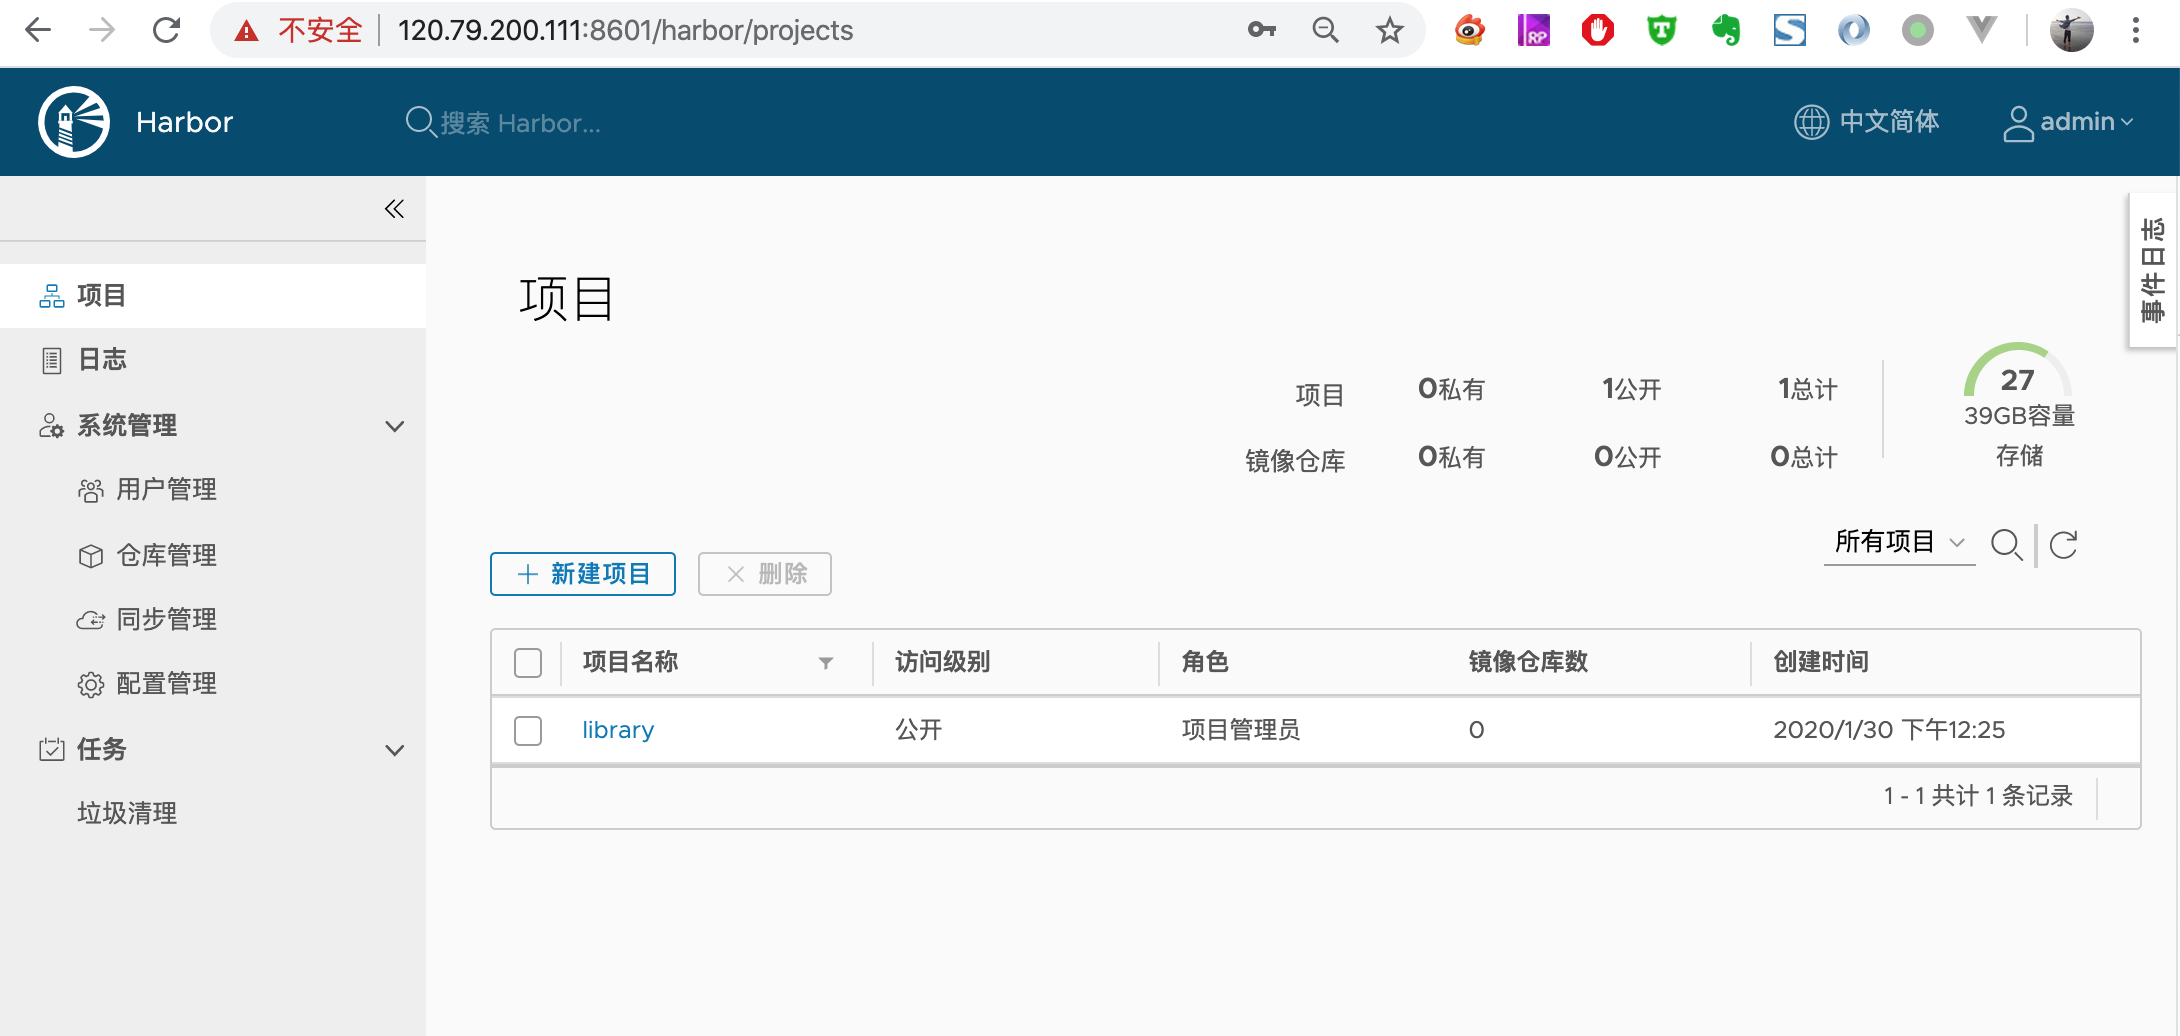 不安全 120.79.200.111:8601/harbor/projects
RP
T
Harbor
搜索 Harbor...
中文简体
admin
事件日志
项目
日志
系统管理
用户管理
仓库管理
同步管理
配置管理
任务
垃圾清理
项目
项目 0私有 1公开 1总计
镜像仓库 0私有 0公开 0总计
27
39GB容量
存储
所有项目
新建项目
删除
项目名称 访问级别 角色 镜像仓库数 创建时间
library 公开 项目管理员 0 2020/1/30 下午12:25
1 - 1 共计 1 条记录